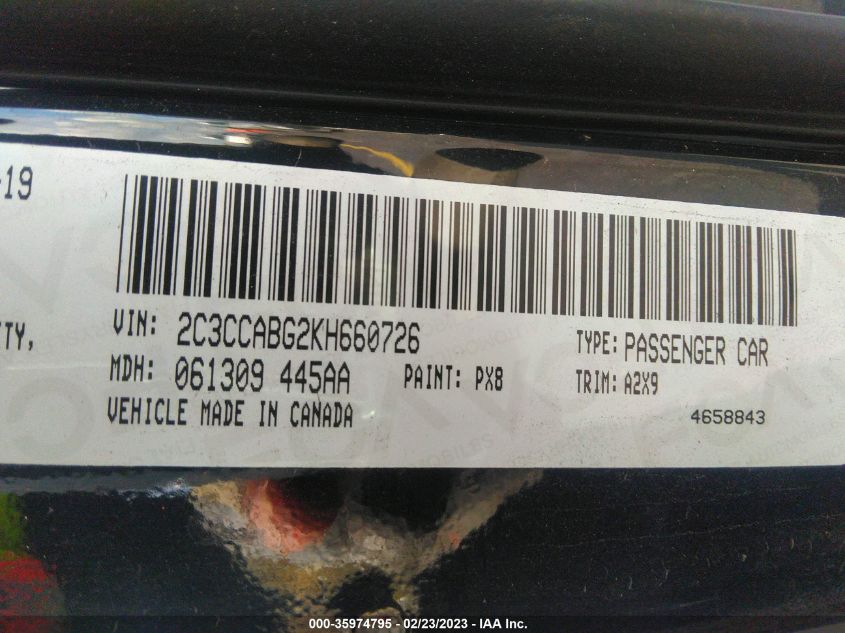 -19
TY,
VIN: 2C3CCABG2KH660726
TYPE: PASSENGER CAR
MDH: 061309 445AA
PAINT: PX8
TRIM: A2X9
VEHICLE MADE IN CANADA
4658843
000-35974795 - 02/23/2023 - IAA Inc.